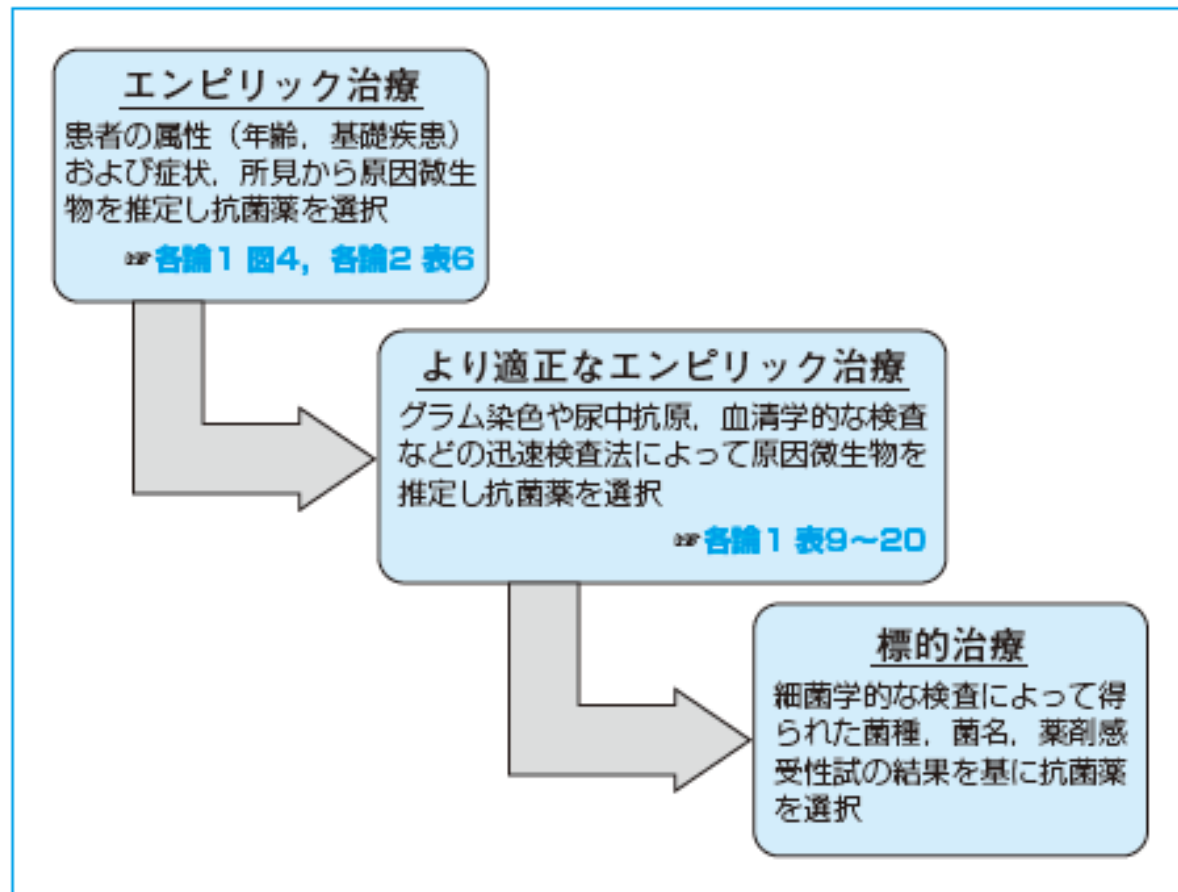 エンピリック治療
患者の属性（年齢，基礎疾患）
および症状，所見から原因微生
物を推定し抗菌薬を選択
☞各論1 図4，各論2 表6
より適正なエンピリック治療
グラム染色や尿中抗原，血清学的な検査
などの迅速検査法によって原因微生物を
推定し抗菌薬を選択
☞各論1 表9～20
標的治療
細菌学的な検査によって得
られた菌種，菌名，薬剤感
受性試の結果を基に抗菌薬
を選択